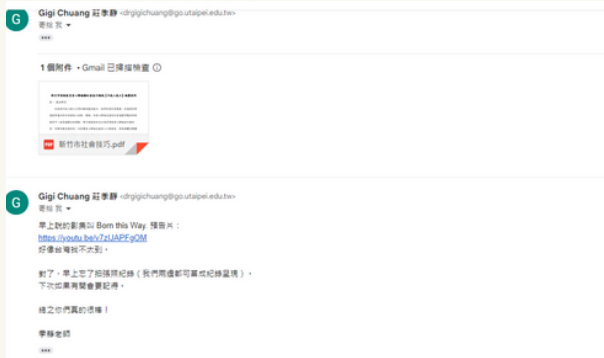 G
Gigi Chuang 莊季靜 <drgigichuang@go.utaipei.edu.tw>
寄給 我
1 個附件 • Gmail 已掃描檢查
新竹市社會技巧.pdf
G
Gigi Chuang 莊季靜 <drgigichuang@go.utaipei.edu.tw>
寄給 我
早上說的影集叫 Born this Way. 預告片：
https://youtu.be/v7zIJAPFgOM
好像台灣找不太到。
對了，早上忘了拍張照紀錄（我們兩邊都可當成紀錄呈現），
下次如果有開會要記得。
總之你們真的很棒！
季靜老師